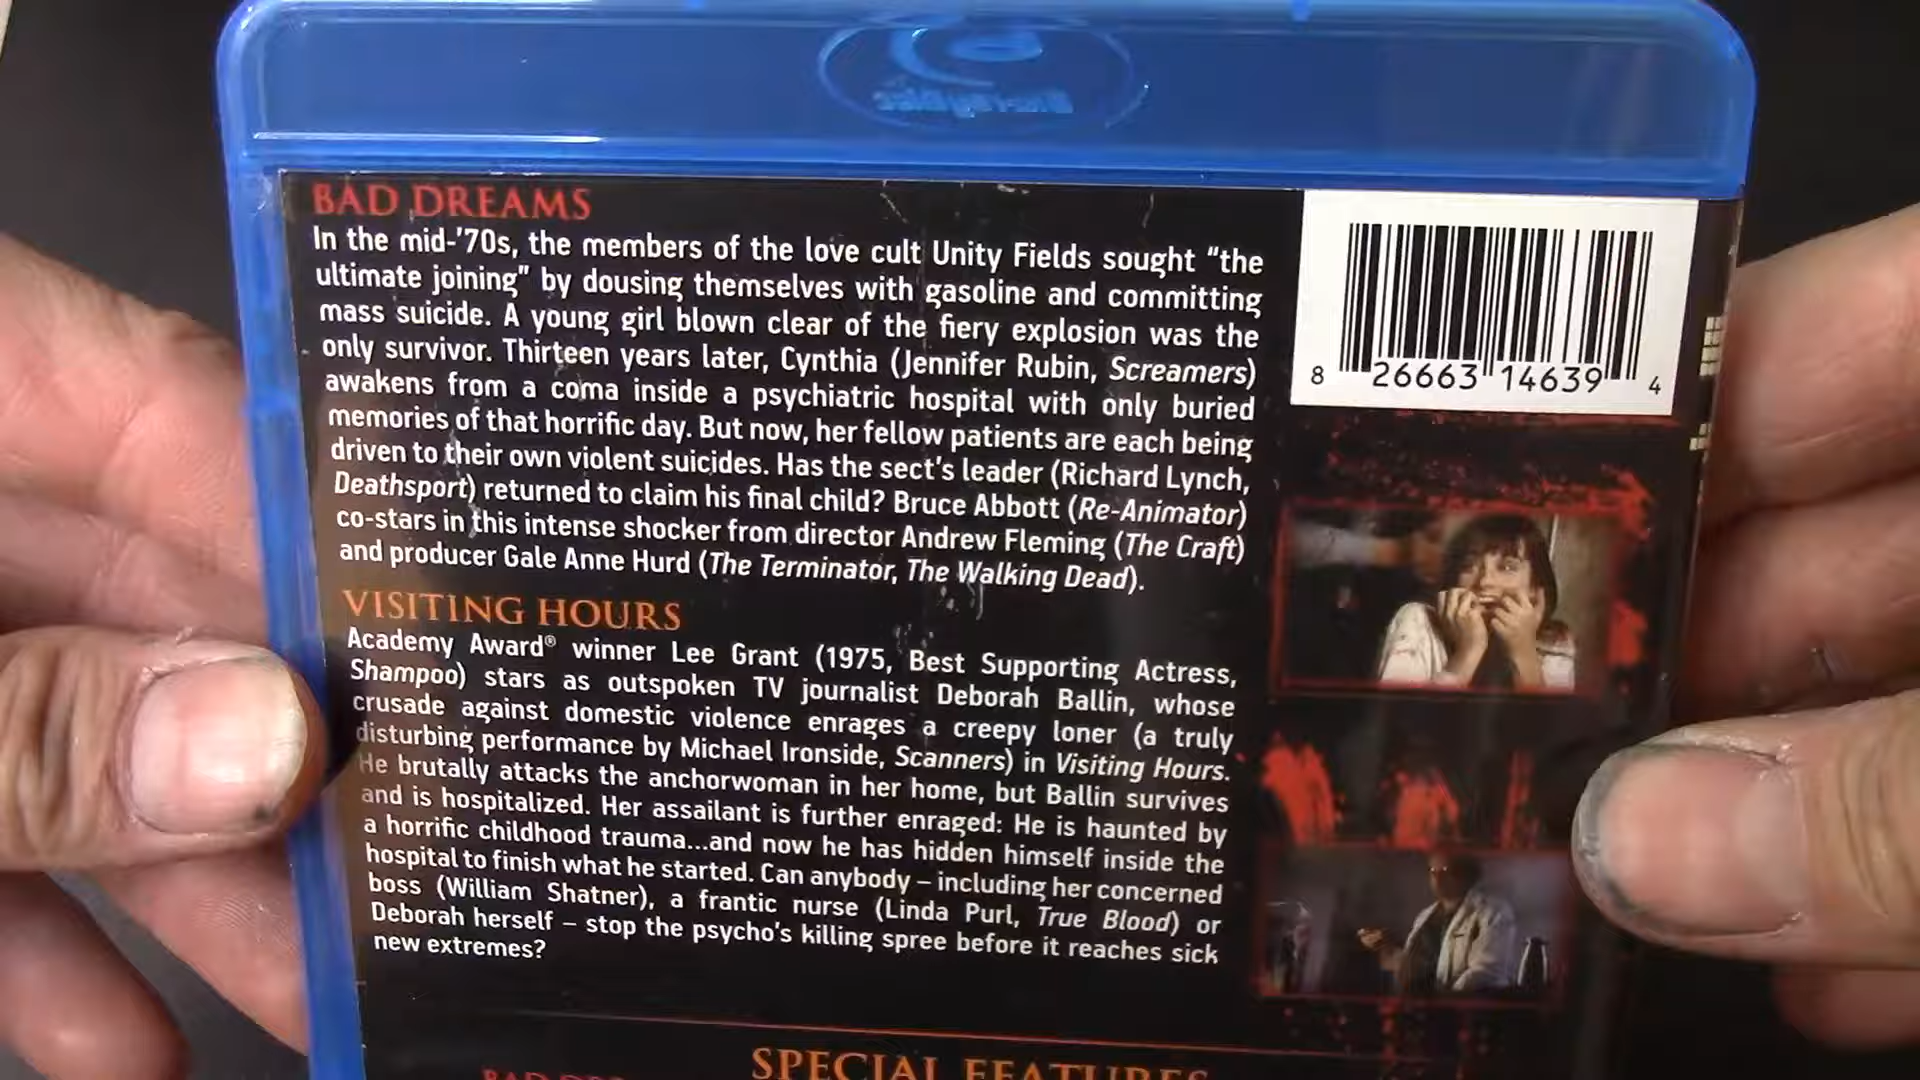 BAD DREAMS
In the mid-'70s, the members of the love cult Unity Fields sought “the
ultimate joining” by dousing themselves with gasoline and committing
mass suicide. A young girl blown clear of the fiery explosion was the
only survivor. Thirteen years later, Cynthia (Jennifer Rubin, Screamers)
awakens from a coma inside a psychiatric hospital with only buried
memories of that horrific day. But now, her fellow patients are each being
driven to their own violent suicides. Has the sect's leader (Richard Lynch,
Deathsport) returned to claim his final child? Bruce Abbott (Re-Animator)
co-stars in this intense shocker from director Andrew Fleming (The Craft)
and producer Gale Anne Hurd (The Terminator, The Walking Dead).
VISITING HOURS
Academy Award® winner Lee Grant (1975, Best Supporting Actress,
Shampoo) stars as outspoken TV journalist Deborah Ballin, whose
crusade against domestic violence enrages a creepy loner (a truly
disturbing performance by Michael Ironside, Scanners) in Visiting Hours.
He brutally attacks the anchorwoman in her home, but Ballin survives
and is hospitalized. Her assailant is further enraged: He is haunted by
a horrific childhood trauma...and now he has hidden himself inside the
hospital to finish what he started. Can anybody – including her concerned
boss (William Shatner), a frantic nurse (Linda Purl, True Blood) or
Deborah herself – stop the psycho's killing spree before it reaches sick
new extremes?
8 26663 14639 4
SPECIAL FEATURES
BAD